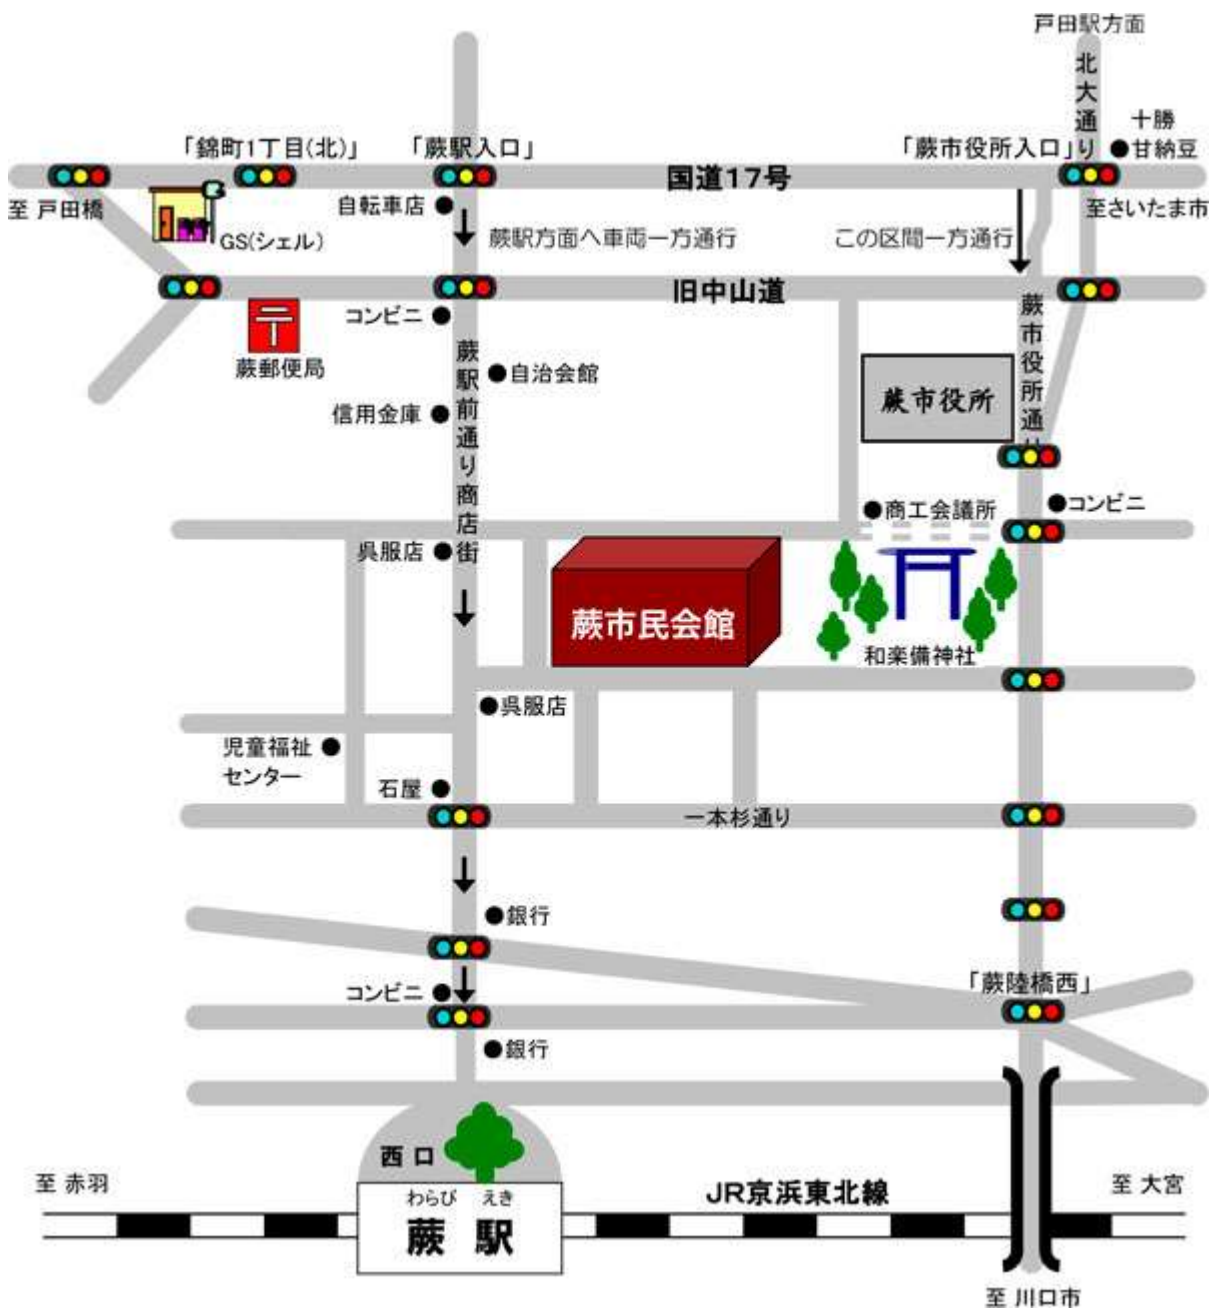 戸田駅方面
北大通り
十勝
甘納豆
「錦町1丁目(北)」
「蕨駅入口」
「蕨市役所入口」
国道17号
至 戸田橋
自転車店
至さいたま市
GS(シェル)
蕨駅方面へ車両一方通行
この区間一方通行
旧中山道
コンビニ
蕨郵便局
蕨駅前通り商店街
自治会館
信用金庫
蕨市役所
蕨市役所通り
商工会議所
コンビニ
呉服店
蕨市民会館
和楽備神社
呉服店
児童福祉
センター
石屋
一本杉通り
銀行
コンビニ
「蕨陸橋西」
銀行
西口
至 赤羽
わらび えき
蕨 駅
JR京浜東北線
至 大宮
至 川口市